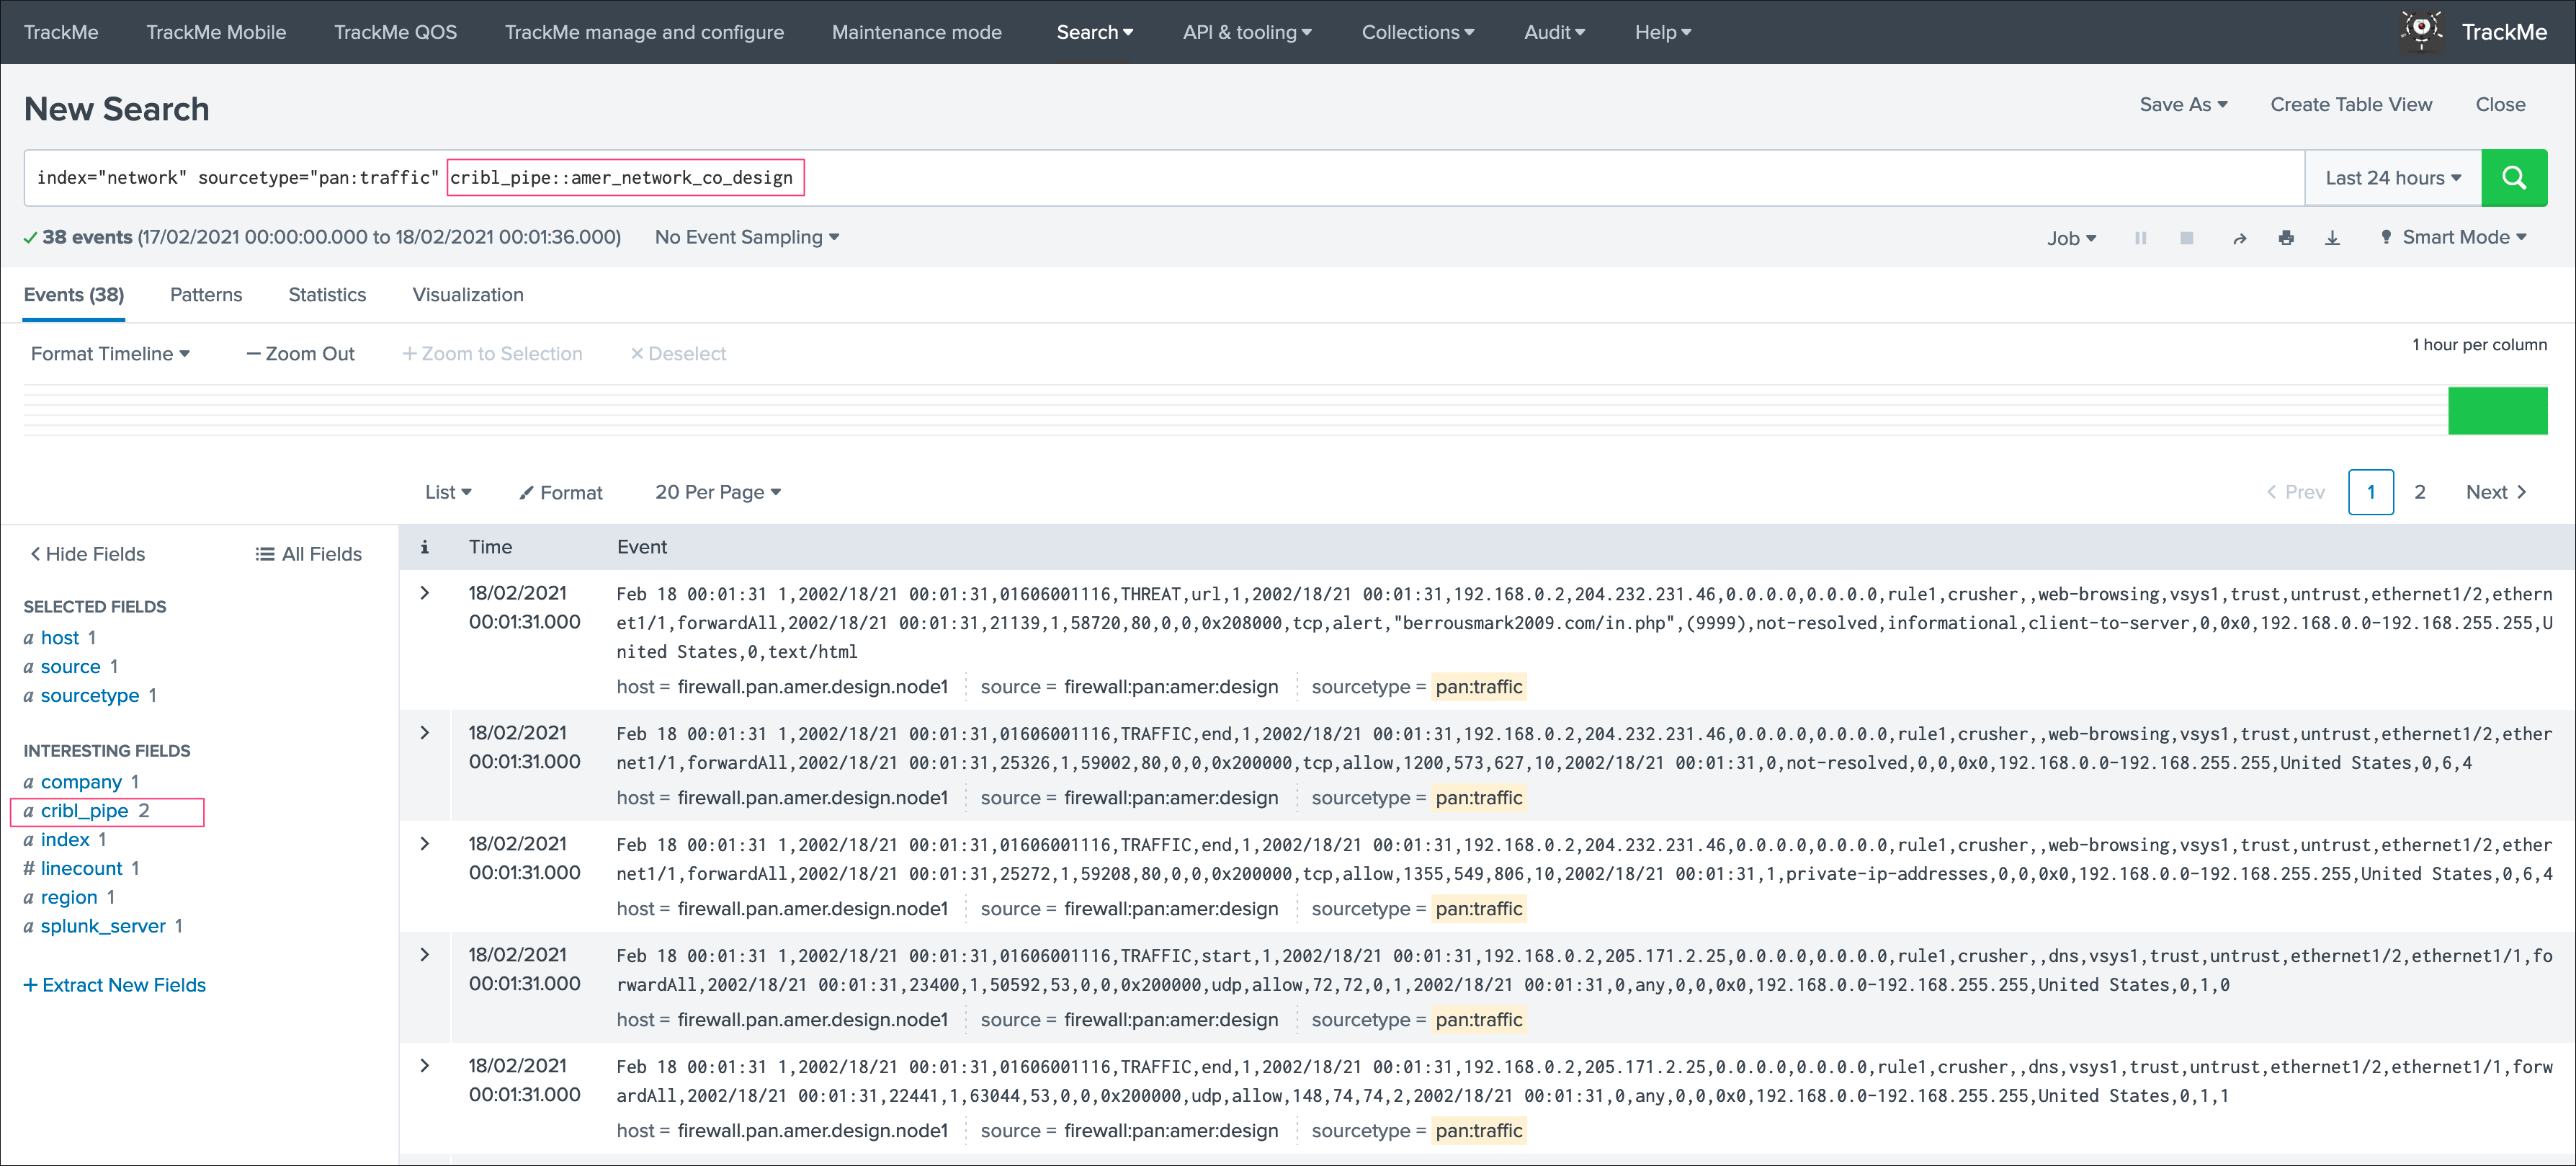 TrackMe TrackMe Mobile TrackMe QOS TrackMe manage and configure Maintenance mode Search API & tooling Collections Audit Help TrackMe
New Search
Save As Create Table View Close
index="network" sourcetype="pan:traffic" cribl_pipe::amer_network_co_design
Last 24 hours
38 events (17/02/2021 00:00:00.000 to 18/02/2021 00:01:36.000) No Event Sampling
Job Smart Mode
Events (38) Patterns Statistics Visualization
Format Timeline — Zoom Out + Zoom to Selection × Deselect
1 hour per column
List Format 20 Per Page
< Prev 1 2 Next >
< Hide Fields All Fields
SELECTED FIELDS
a host 1
a source 1
a sourcetype 1
INTERESTING FIELDS
a company 1
a cribl_pipe 2
a index 1
# linecount 1
a region 1
a splunk_server 1
+ Extract New Fields
i Time Event
> 18/02/2021
00:01:31.000
Feb 18 00:01:31 1,2002/18/21 00:01:31,01606001116,THREAT,url,1,2002/18/21 00:01:31,192.168.0.2,204.232.231.46,0.0.0.0,0.0.0.0,rule1,crusher,,web-browsing,vsys1,trust,untrust,ethernet1/2,ethern
et1/1,forwardAll,2002/18/21 00:01:31,21139,1,58720,80,0,0,0x208000,tcp,alert,"berrousmark2009.com/in.php",(9999),not-resolved,informational,client-to-server,0,0x0,192.168.0.0-192.168.255.255,U
nited States,0,text/html
host = firewall.pan.amer.design.node1 source = firewall:pan:amer:design sourcetype = pan:traffic
> 18/02/2021
00:01:31.000
Feb 18 00:01:31 1,2002/18/21 00:01:31,01606001116,TRAFFIC,end,1,2002/18/21 00:01:31,192.168.0.2,204.232.231.46,0.0.0.0,0.0.0.0,rule1,crusher,,web-browsing,vsys1,trust,untrust,ethernet1/2,ether
net1/1,forwardAll,2002/18/21 00:01:31,25326,1,59002,80,0,0,0x200000,tcp,allow,1200,573,627,10,2002/18/21 00:01:31,0,not-resolved,0,0,0x0,192.168.0.0-192.168.255.255,United States,0,6,4
host = firewall.pan.amer.design.node1 source = firewall:pan:amer:design sourcetype = pan:traffic
> 18/02/2021
00:01:31.000
Feb 18 00:01:31 1,2002/18/21 00:01:31,01606001116,TRAFFIC,end,1,2002/18/21 00:01:31,192.168.0.2,204.232.231.46,0.0.0.0,0.0.0.0,rule1,crusher,,web-browsing,vsys1,trust,untrust,ethernet1/2,ether
net1/1,forwardAll,2002/18/21 00:01:31,25272,1,59208,80,0,0,0x200000,tcp,allow,1355,549,806,10,2002/18/21 00:01:31,1,private-ip-addresses,0,0,0x0,192.168.0.0-192.168.255.255,United States,0,6,4
host = firewall.pan.amer.design.node1 source = firewall:pan:amer:design sourcetype = pan:traffic
> 18/02/2021
00:01:31.000
Feb 18 00:01:31 1,2002/18/21 00:01:31,01606001116,TRAFFIC,start,1,2002/18/21 00:01:31,192.168.0.2,205.171.2.25,0.0.0.0,0.0.0.0,rule1,crusher,,dns,vsys1,trust,untrust,ethernet1/2,ethernet1/1,fo
rwardAll,2002/18/21 00:01:31,23400,1,50592,53,0,0,0x200000,udp,allow,72,72,0,1,2002/18/21 00:01:31,0,any,0,0,0x0,192.168.0.0-192.168.255.255,United States,0,1,0
host = firewall.pan.amer.design.node1 source = firewall:pan:amer:design sourcetype = pan:traffic
> 18/02/2021
00:01:31.000
Feb 18 00:01:31 1,2002/18/21 00:01:31,01606001116,TRAFFIC,end,1,2002/18/21 00:01:31,192.168.0.2,205.171.2.25,0.0.0.0,0.0.0.0,rule1,crusher,,dns,vsys1,trust,untrust,ethernet1/2,ethernet1/1,forw
ardAll,2002/18/21 00:01:31,22441,1,63044,53,0,0,0x200000,udp,allow,148,74,74,2,2002/18/21 00:01:31,0,any,0,0,0x0,192.168.0.0-192.168.255.255,United States,0,1,1
host = firewall.pan.amer.design.node1 source = firewall:pan:amer:design sourcetype = pan:traffic